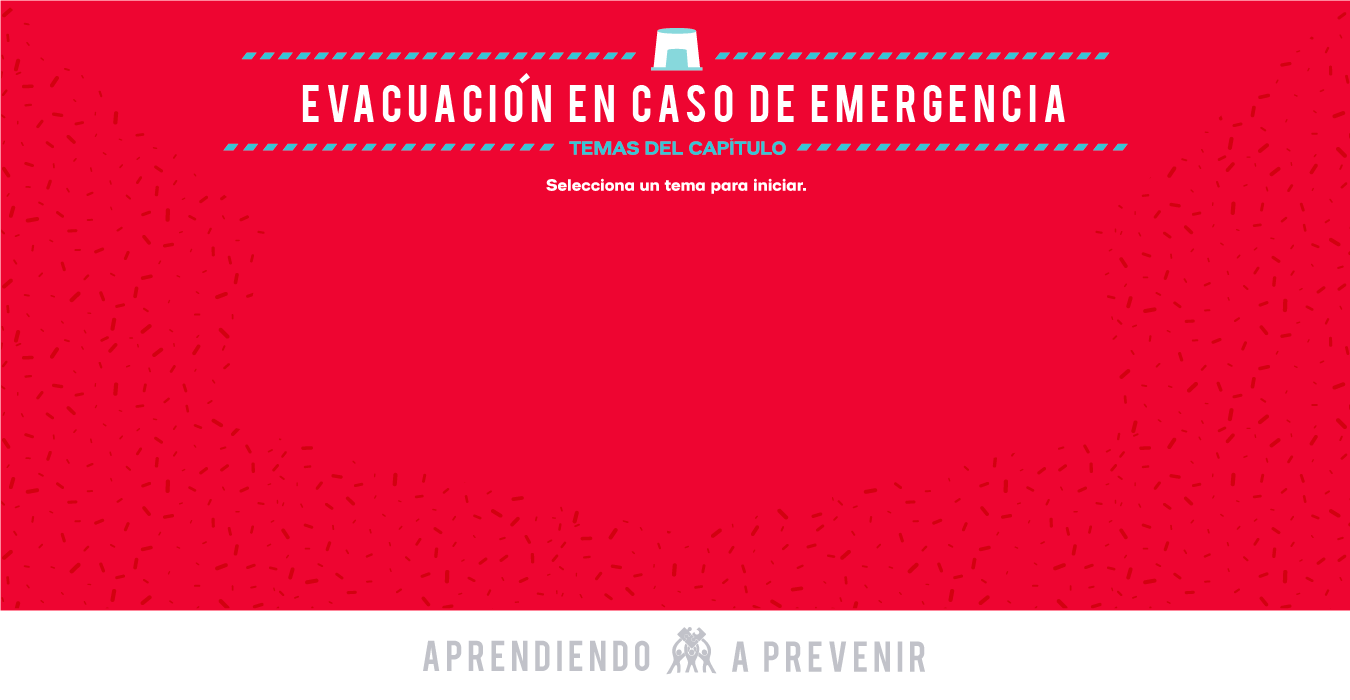 EVACUACIÓN EN CASO DE EMERGENCIA
TEMAS DEL CAPÍTULO
Selecciona un tema para iniciar.
APRENDIENDO A PREVENIR